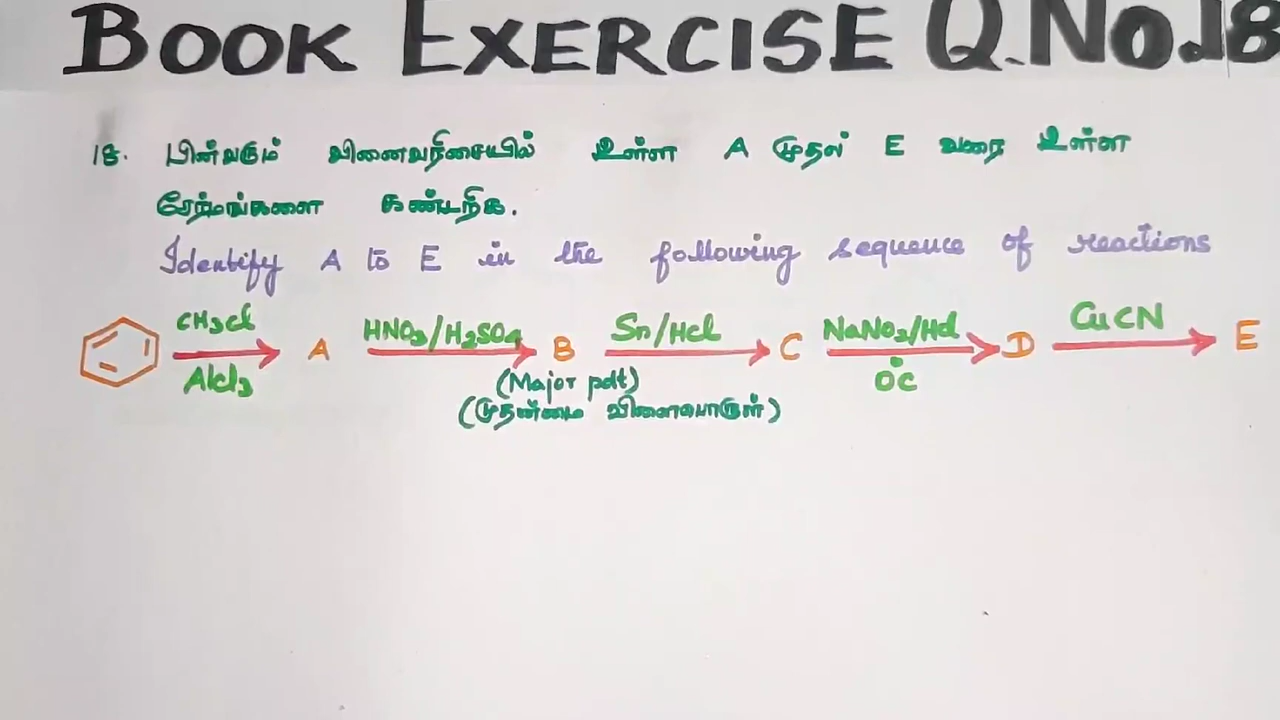 BOOK EXERCISE Q.No.18
18. பின்வரும் வினைவரிசையில் உள்ள A முதல் E வரை உள்ள
சேர்மங்களை கண்டறிக.
Identify A to E in the following sequence of reactions
CH3Cl HNO3/H2SO4 Sn/HCl NaNO2/HCl CuCN
A B C D E
AlCl3 (Major pdt) 0°C
(முதன்மை விளைபொருள்)